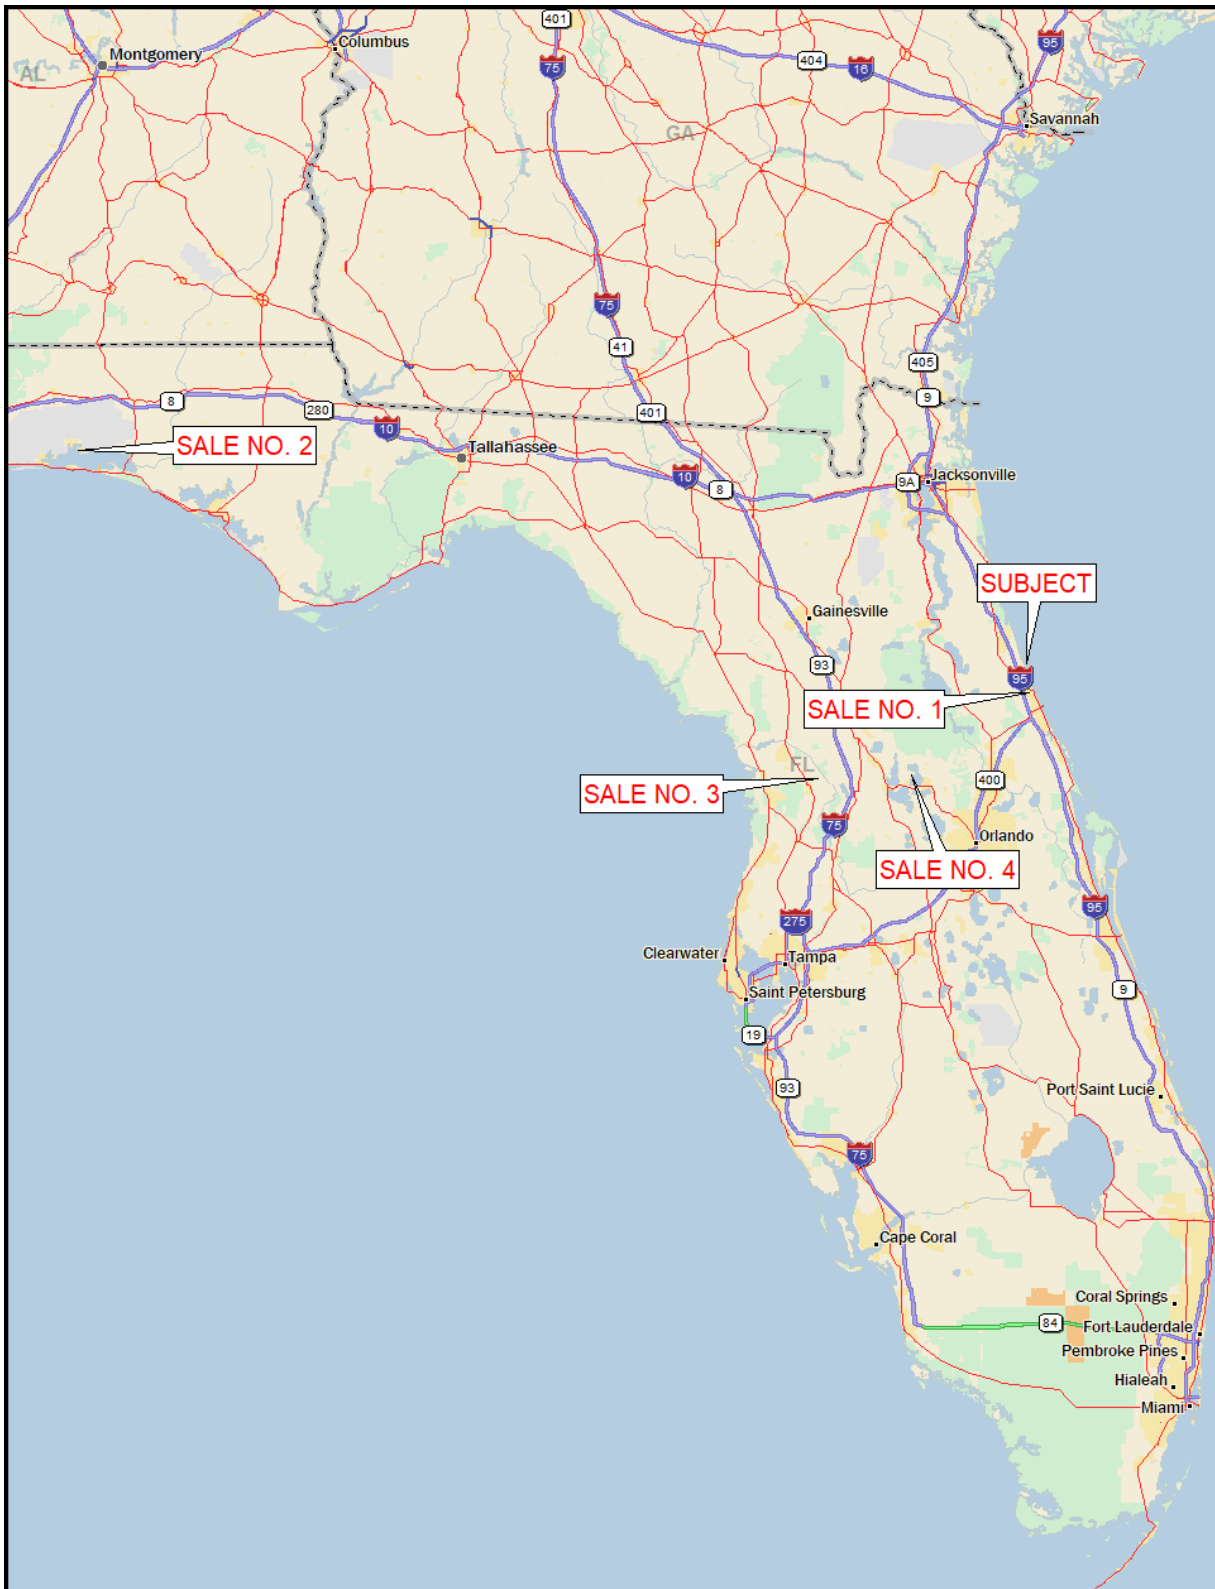 401
Columbus
95
Montgomery
75
404
16
AL
Savannah
GA
75
41
405
9
8
280
401
10
SALE NO. 2
Tallahassee
10
8
9A
Jacksonville
SUBJECT
Gainesville
93
95
SALE NO. 1
FL
400
SALE NO. 3
75
Orlando
SALE NO. 4
95
275
Clearwater
Tampa
Saint Petersburg
9
19
93
Port Saint Lucie
75
Cape Coral
Coral Springs
84
Fort Lauderdale
Pembroke Pines
Hialeah
Miami